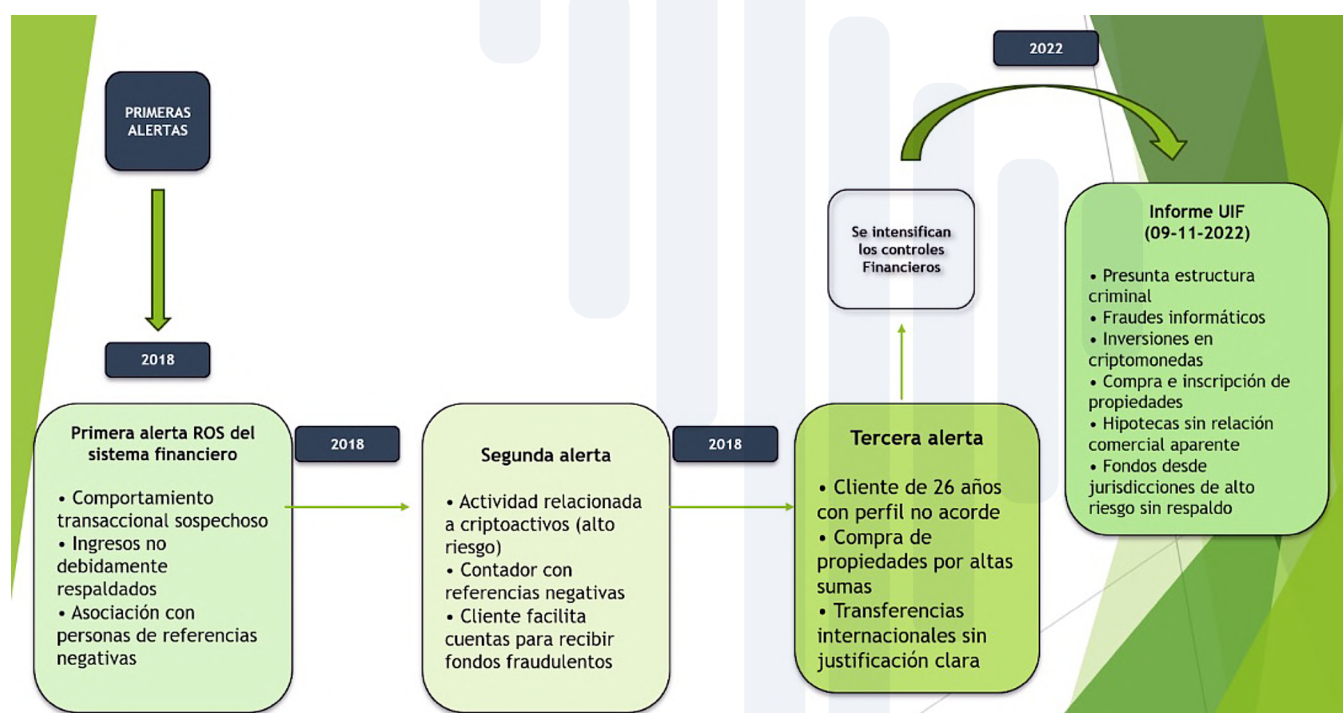 PRIMERAS
ALERTAS
2018
Primera alerta ROS del
sistema financiero
• Comportamiento
transaccional sospechoso
• Ingresos no
debidamente
respaldados
• Asociación con
personas de referencias
negativas
2018
Segunda alerta
• Actividad relacionada
a criptoactivos (alto
riesgo)
• Contador con
referencias negativas
• Cliente facilita
cuentas para recibir
fondos fraudulentos
2018
Tercera alerta
• Cliente de 26 años
con perfil no acorde
• Compra de
propiedades por altas
sumas
• Transferencias
internacionales sin
justificación clara
Se intensifican
los controles
Financieros
2022
Informe UIF
(09-11-2022)
• Presunta estructura
criminal
• Fraudes informáticos
• Inversiones en
criptomonedas
• Compra e inscripción de
propiedades
• Hipotecas sin relación
comercial aparente
• Fondos desde
jurisdicciones de alto
riesgo sin respaldo